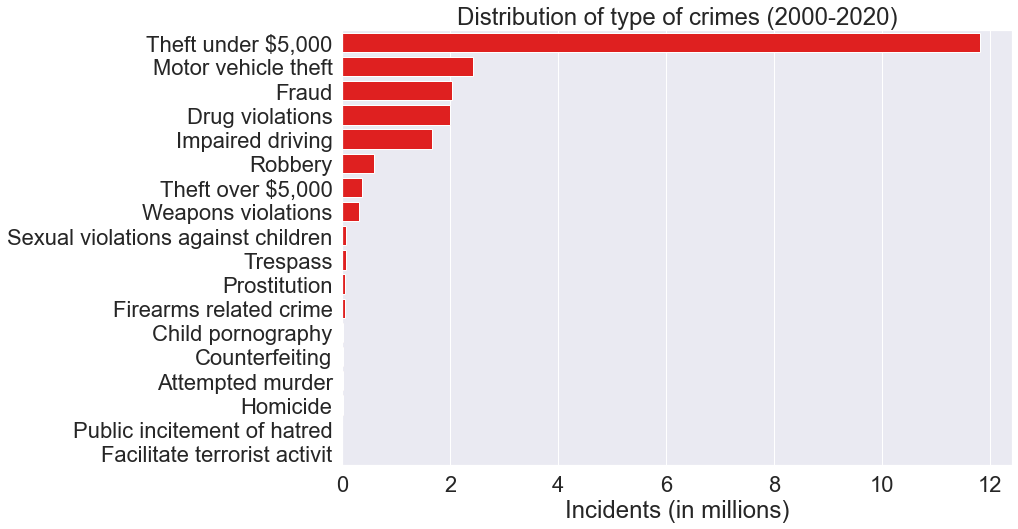 Distribution of type of crimes (2000-2020)
Theft under $5,000
Motor vehicle theft
Fraud
Drug violations
Impaired driving
Robbery
Theft over $5,000
Weapons violations
Sexual violations against children
Trespass
Prostitution
Firearms related crime
Child pornography
Counterfeiting
Attempted murder
Homicide
Public incitement of hatred
Facilitate terrorist activit
0 2 4 6 8 10 12
Incidents (in millions)